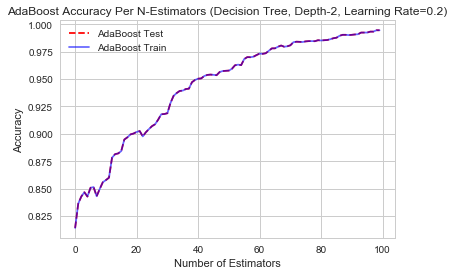 AdaBoost Accuracy Per N-Estimators (Decision Tree, Depth-2, Learning Rate=0.2)
1.000
AdaBoost Test
AdaBoost Train
0.975
0.950
0.925
0.900
0.875
0.850
0.825
Accuracy
0 20 40 60 80 100
Number of Estimators